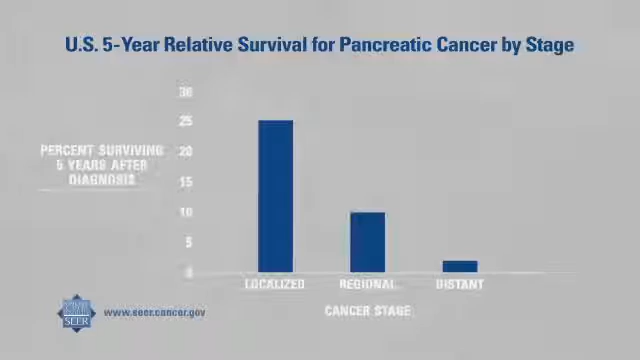 U.S. 5-Year Relative Survival for Pancreatic Cancer by Stage
30
25
20
15
10
5
0
PERCENT SURVIVING
5 YEARS AFTER
DIAGNOSIS
LOCALIZED REGIONAL DISTANT
CANCER STAGE
SEER
www.seer.cancer.gov